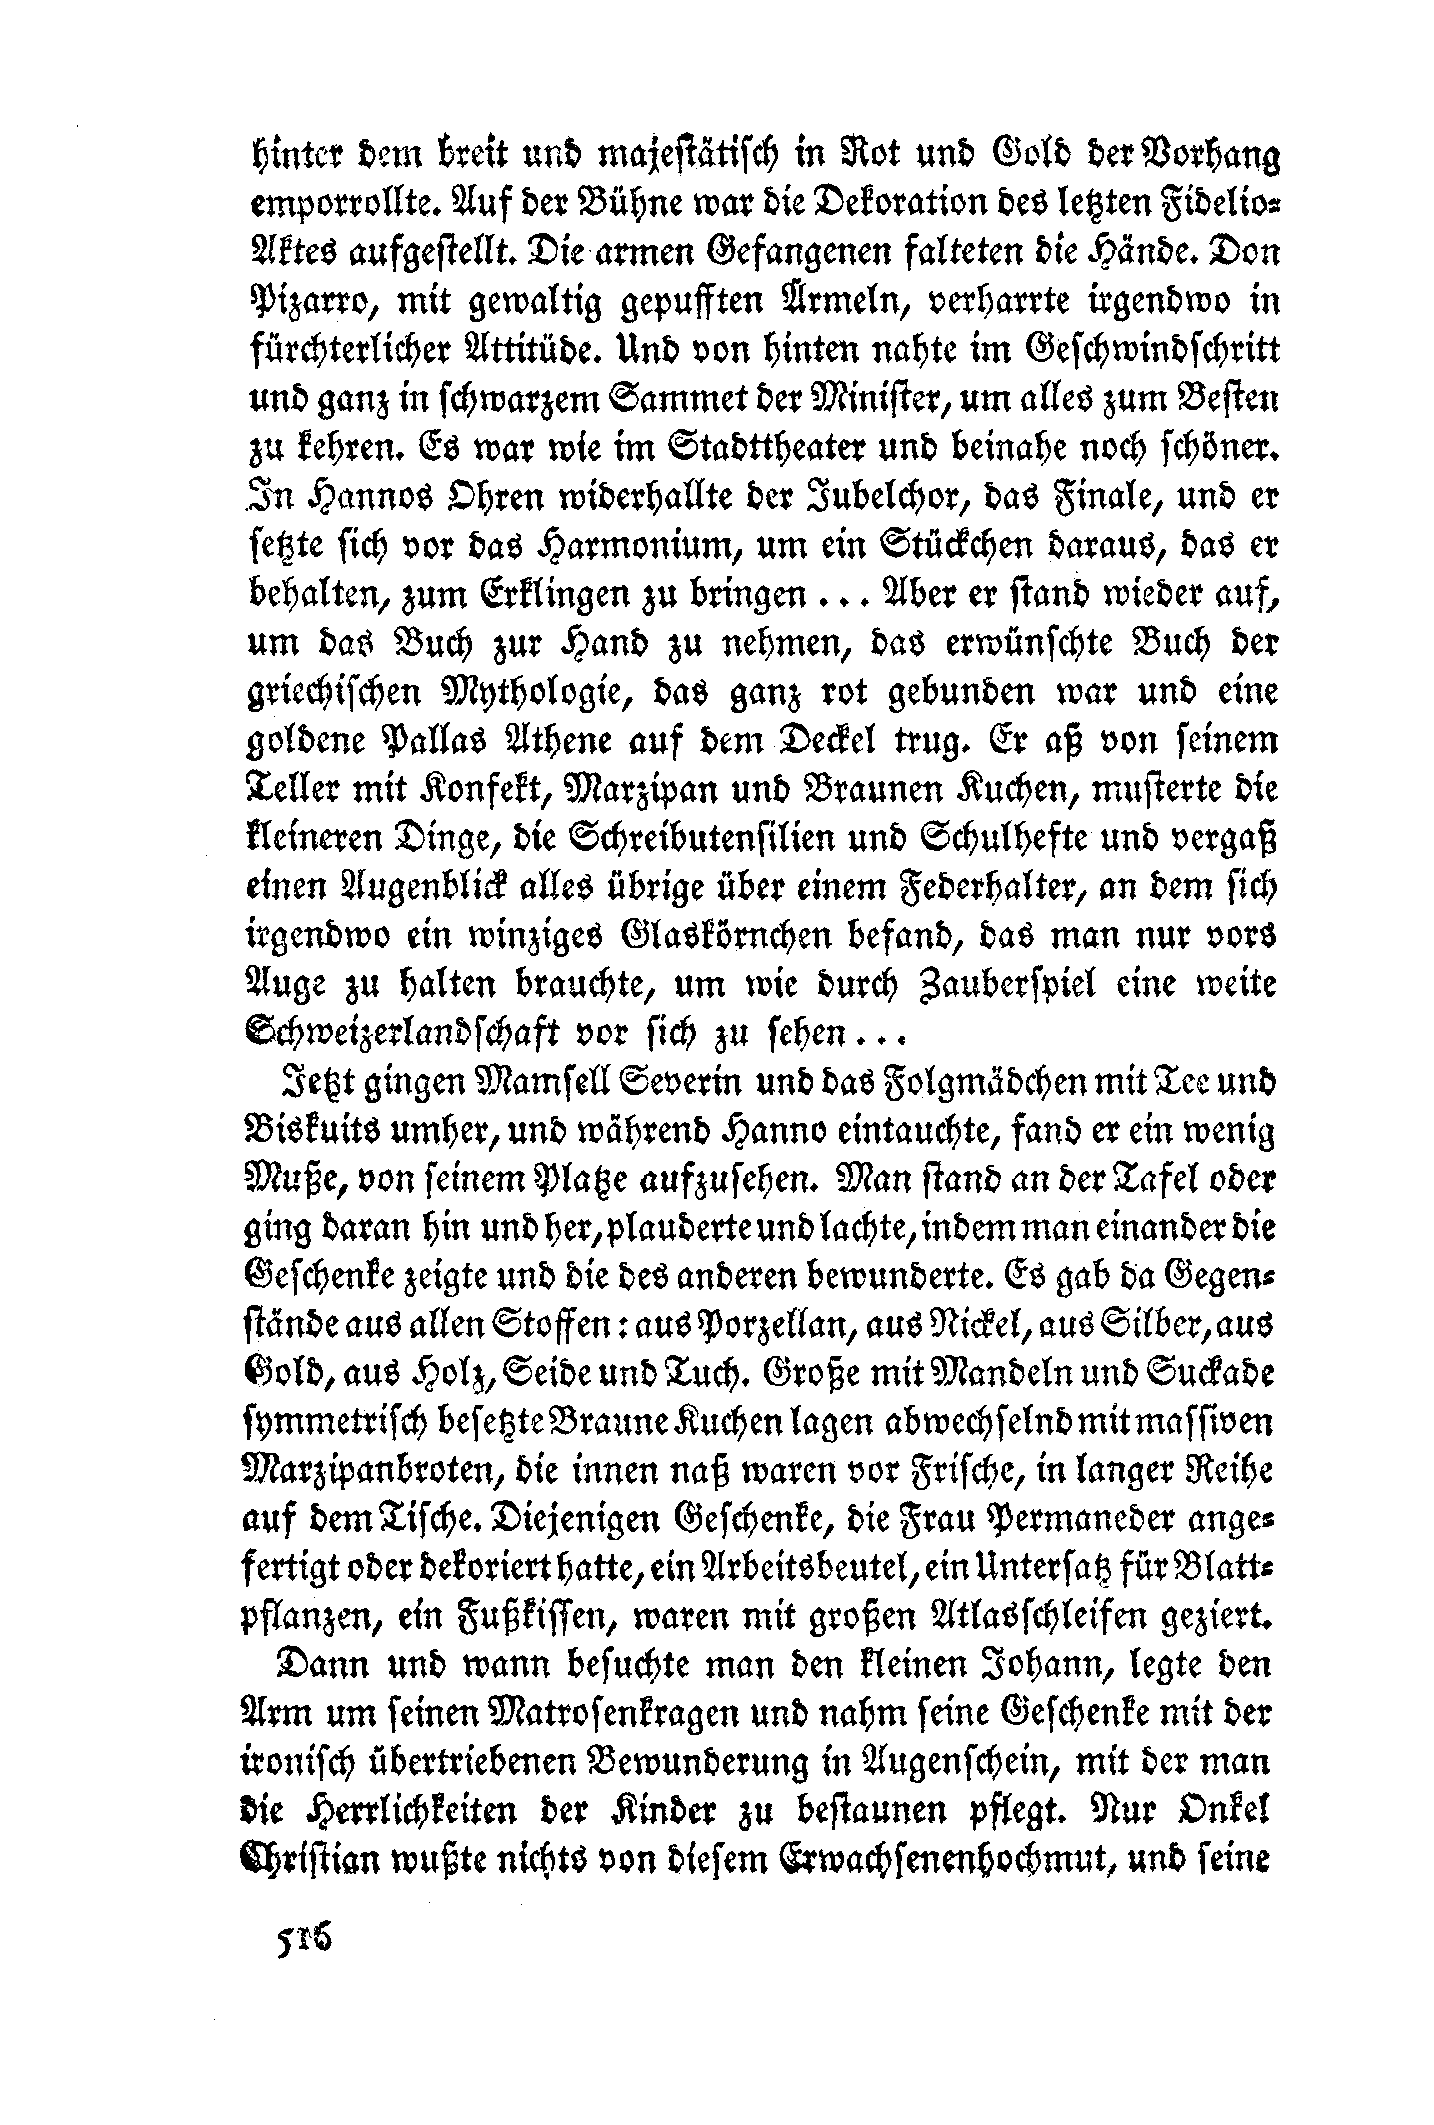 hinter dem breit und majestätisch in Rot und Gold der Vorhang
emporrollte. Auf der Bühne war die Dekoration des letzten Fidelio-
Aktes aufgestellt. Die armen Gefangenen falteten die Hände. Don
Pizarro, mit gewaltig gepufften Ärmeln, verharrte irgendwo in
fürchterlicher Attitüde. Und von hinten nahte im Geschwindschritt
und ganz in schwarzem Sammet der Minister, um alles zum Besten
zu kehren. Es war wie im Stadttheater und beinahe noch schöner.
In Hannos Ohren widerhallte der Jubelchor, das Finale, und er
setzte sich vor das Harmonium, um ein Stückchen daraus, das er
behalten, zum Erklingen zu bringen ... Aber er stand wieder auf,
um das Buch zur Hand zu nehmen, das erwünschte Buch der
griechischen Mythologie, das ganz rot gebunden war und eine
goldene Pallas Athene auf dem Deckel trug. Er aß von seinem
Teller mit Konfekt, Marzipan und Braunen Kuchen, musterte die
kleineren Dinge, die Schreibutensilien und Schulhefte und vergaß
einen Augenblick alles übrige über einem Federhalter, an dem sich
irgendwo ein winziges Glaskörnchen befand, das man nur vors
Auge zu halten brauchte, um wie durch Zauberspiel eine weite
Schweizerlandschaft vor sich zu sehen ...
Jetzt gingen Mamsell Severin und das Folgmädchen mit Tee und
Biskuits umher, und während Hanno eintauchte, fand er ein wenig
Muße, von seinem Platze aufzusehen. Man stand an der Tafel oder
ging daran hin und her, plauderte und lachte, indem man einander die
Geschenke zeigte und die des anderen bewunderte. Es gab da Gegen-
stände aus allen Stoffen: aus Porzellan, aus Nickel, aus Silber, aus
Gold, aus Holz, Seide und Tuch. Große mit Mandeln und Suckade
symmetrisch besetzte Braune Kuchen lagen abwechselnd mit massiven
Marzipanbroten, die innen naß waren vor Frische, in langer Reihe
auf dem Tische. Diejenigen Geschenke, die Frau Permaneder ange-
fertigt oder dekoriert hatte, ein Arbeitsbeutel, ein Untersatz für Blatt-
pflanzen, ein Fußkissen, waren mit großen Atlasschleifen geziert.
Dann und wann besuchte man den kleinen Johann, legte den
Arm um seinen Matrosenkragen und nahm seine Geschenke mit der
ironisch übertriebenen Bewunderung in Augenschein, mit der man
die Herrlichkeiten der Kinder zu bestaunen pflegt. Nur Onkel
Christian wußte nichts von diesem Erwachsenenhochmut, und seine
516